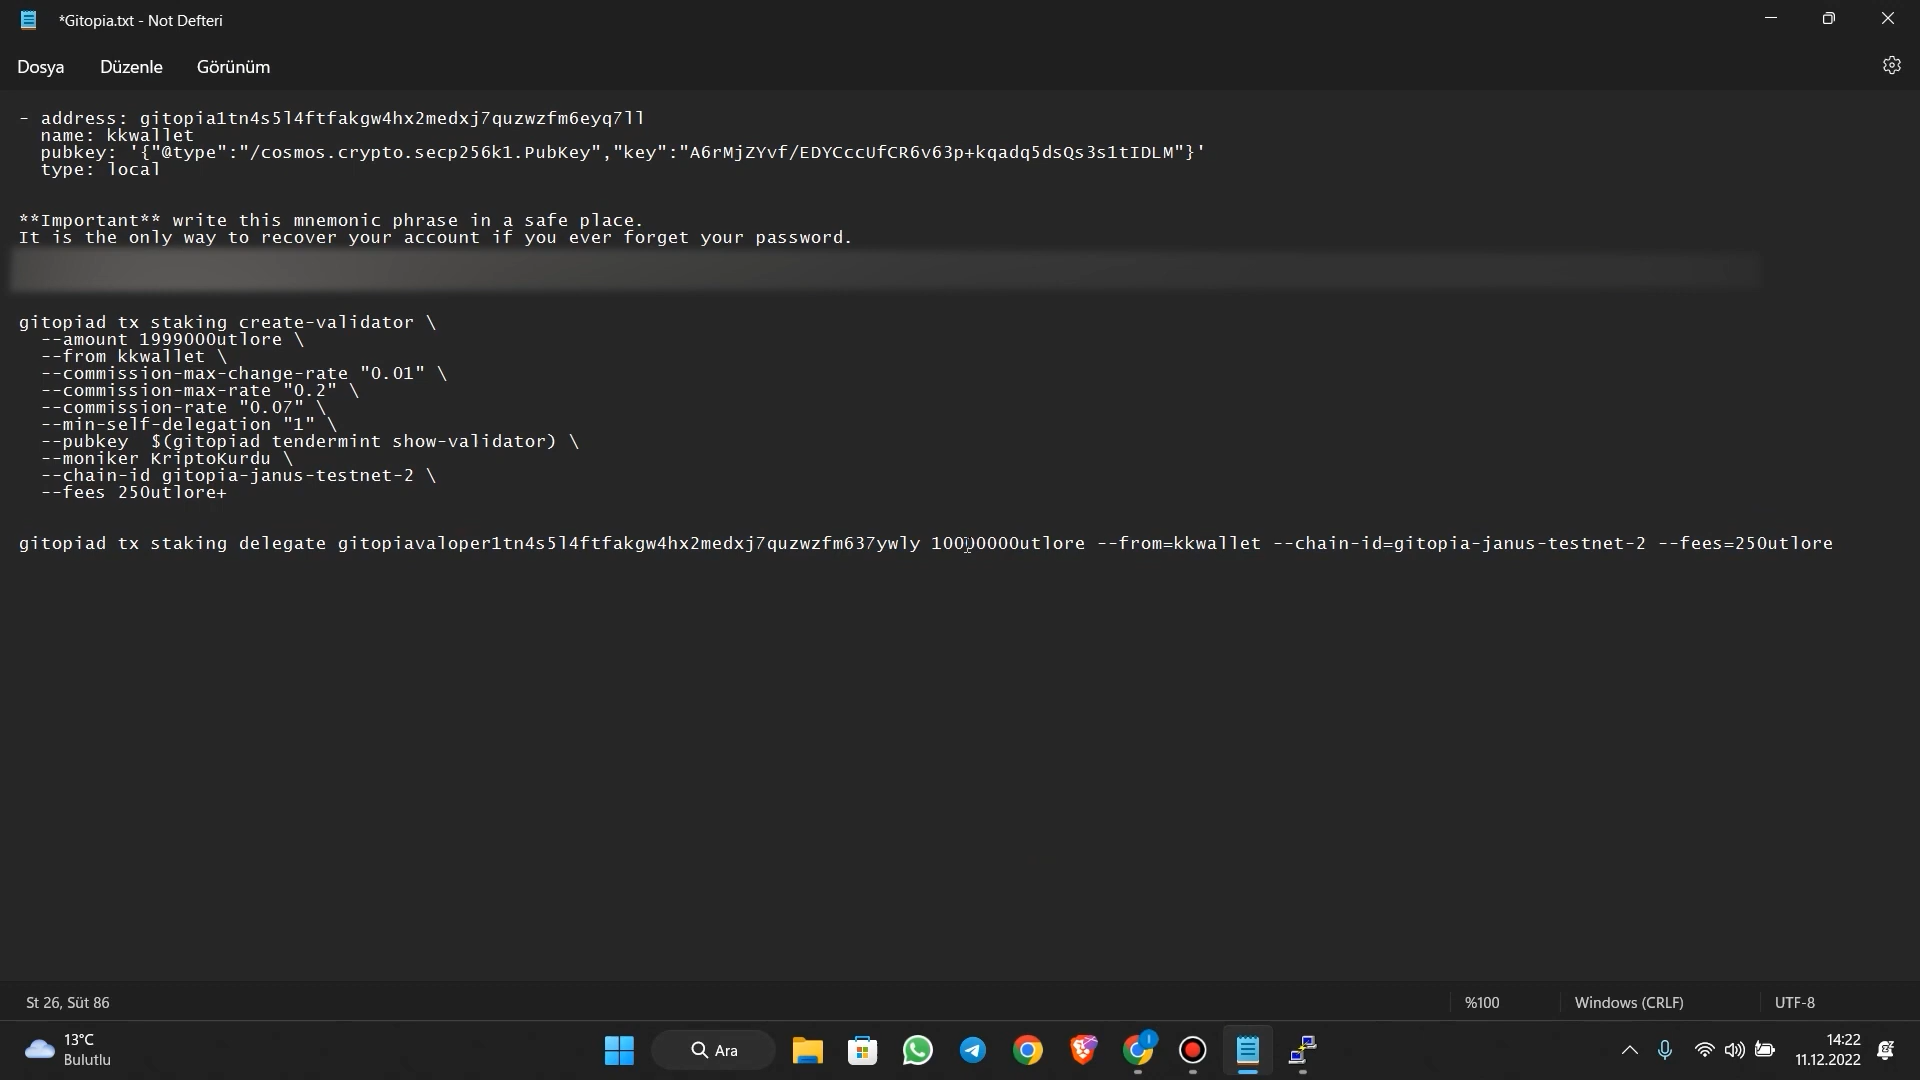 *Gitopia.txt - Not Defteri
Dosya Düzenle Görünüm
- address: gitopia1tn4s5l4ftfakgw4hx2medxj7quzwzfm6eyq7ll
name: kkwallet
pubkey: '{"@type":"/cosmos.crypto.secp256k1.PubKey","key":"A6rMjZYvf/EDYCccUfCR6v63p+kqadq5dsQs3s1tIDLM"}'
type: local
**Important** write this mnemonic phrase in a safe place.
It is the only way to recover your account if you ever forget your password.
gitopiad tx staking create-validator \
--amount 1999000utlore \
--from kkwallet \
--commission-max-change-rate "0.01" \
--commission-max-rate "0.2" \
--commission-rate "0.07" \
--min-self-delegation "1" \
--pubkey  $(gitopiad tendermint show-validator) \
--moniker KriptoKurdu \
--chain-id gitopia-janus-testnet-2 \
--fees 250utlore+
gitopiad tx staking delegate gitopiavaloper1tn4s5l4ftfakgw4hx2medxj7quzwzfm637ywly 10000000utlore --from=kkwallet --chain-id=gitopia-janus-testnet-2 --fees=250utlore
St 26, Süt 86 %100 Windows (CRLF) UTF-8
13°C
Bulutlu
Ara
14:22
11.12.2022